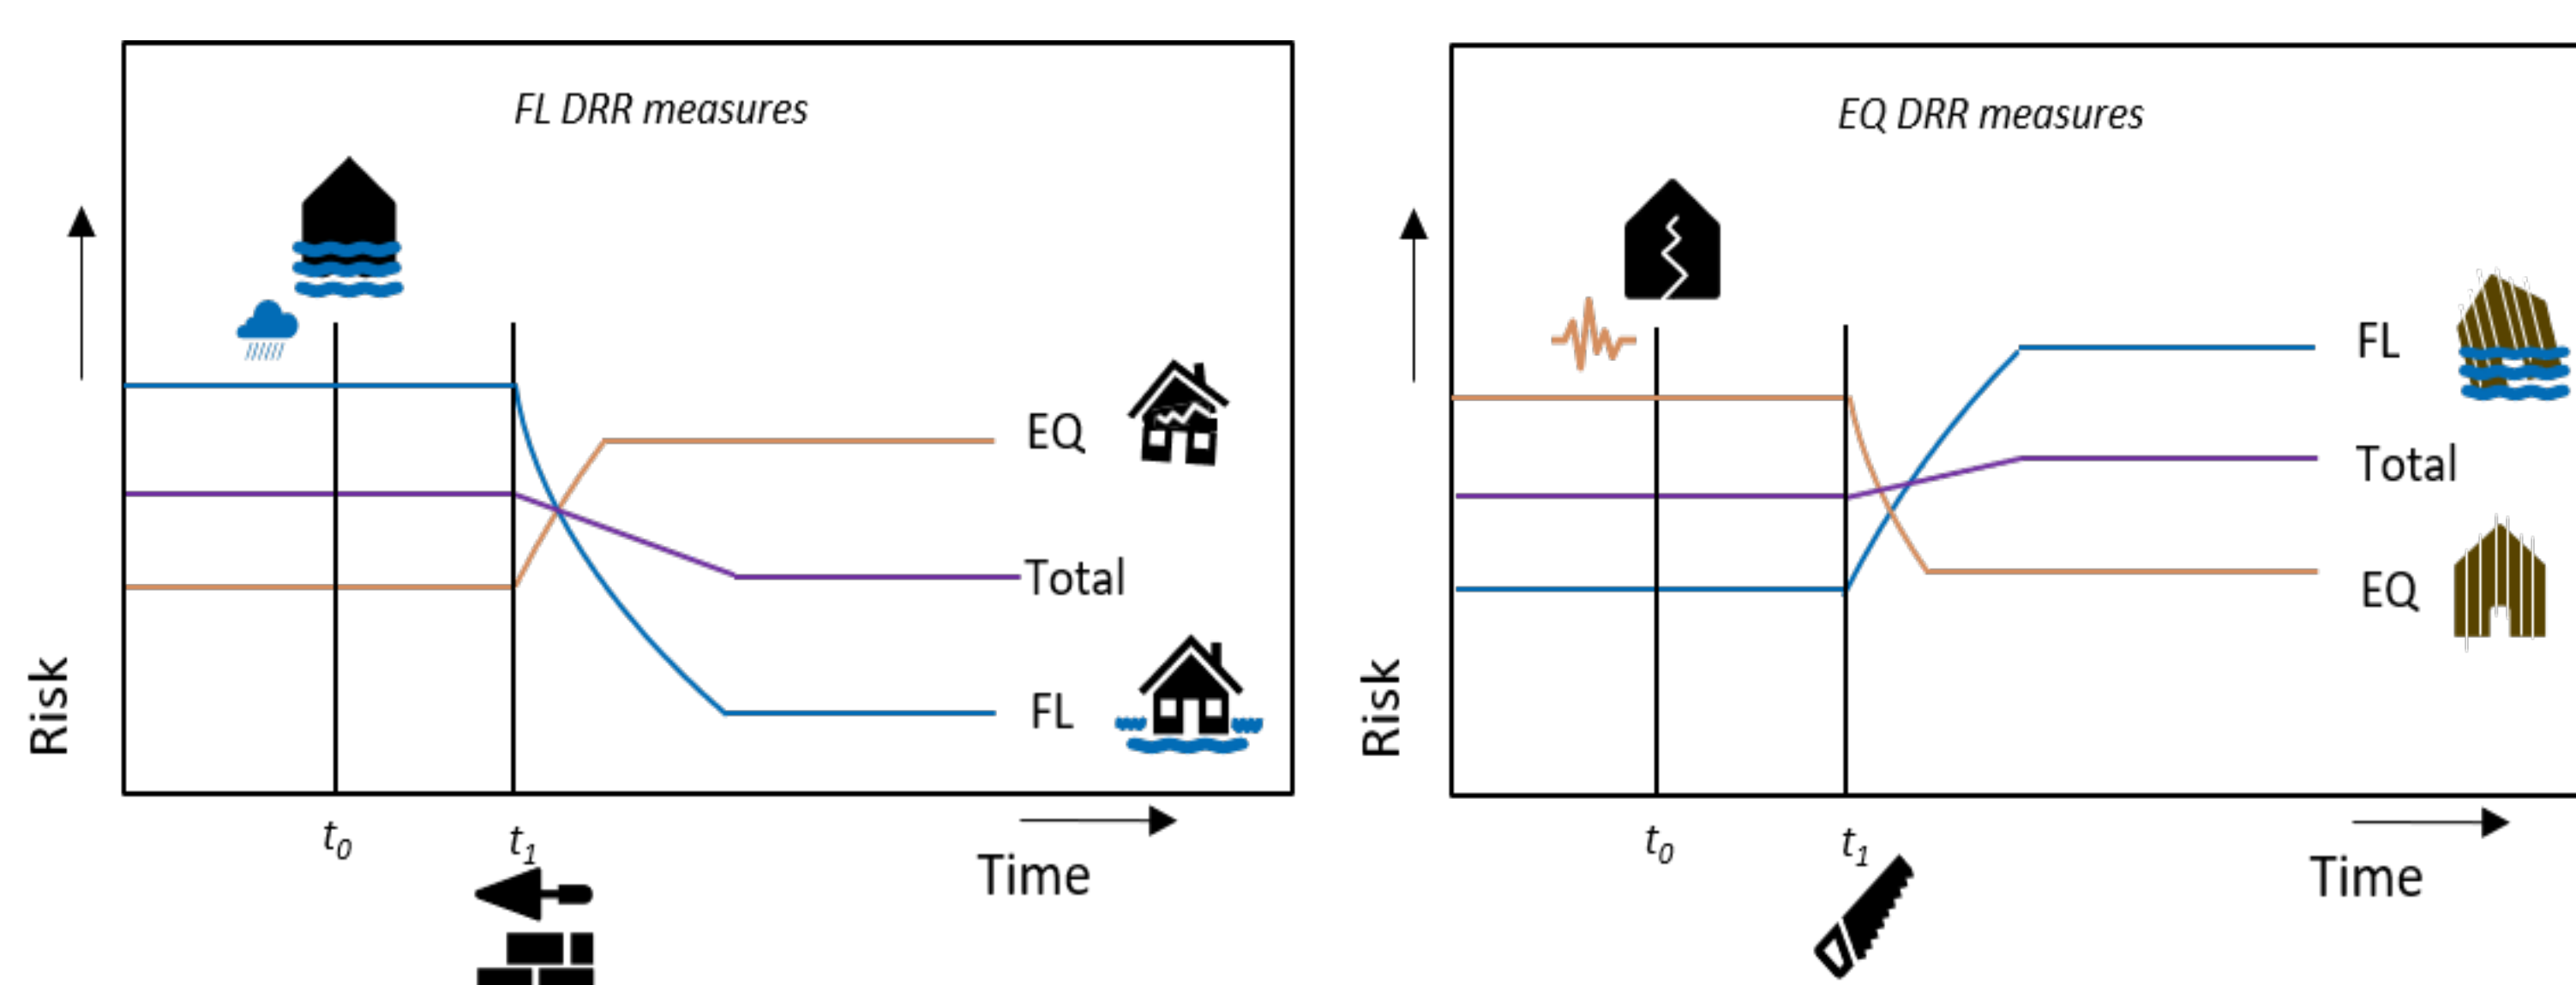 FL DRR measures
EQ
Total
FL
Risk
t0
t1
Time
EQ DRR measures
FL
Total
EQ
Risk
t0
t1
Time